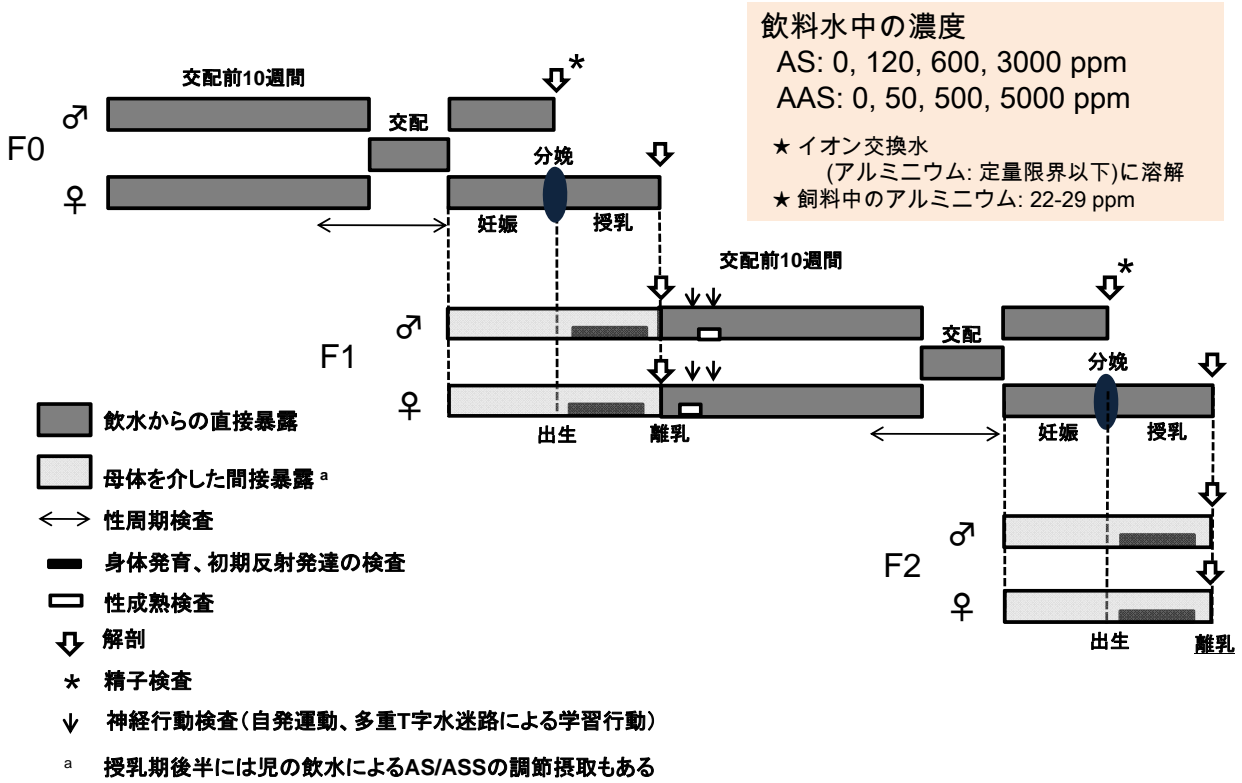 飲料水中の濃度
AS: 0, 120, 600, 3000 ppm
AAS: 0, 50, 500, 5000 ppm
★ イオン交換水
(アルミニウム: 定量限界以下)に溶解
★ 飼料中のアルミニウム: 22-29 ppm
交配前10週間
*
♂
交配
F0
分娩
♀
妊娠
授乳
交配前10週間
*
♂
交配
F1
分娩
♀
出生
離乳
妊娠
授乳
♂
F2
♀
出生
離乳
飲水からの直接暴露
母体を介した間接暴露 a
性周期検査
身体発育、初期反射発達の検査
性成熟検査
解剖
* 精子検査
神経行動検査(自発運動、多重T字水迷路による学習行動)
a 授乳期後半には児の飲水によるAS/ASSの調節摂取もある